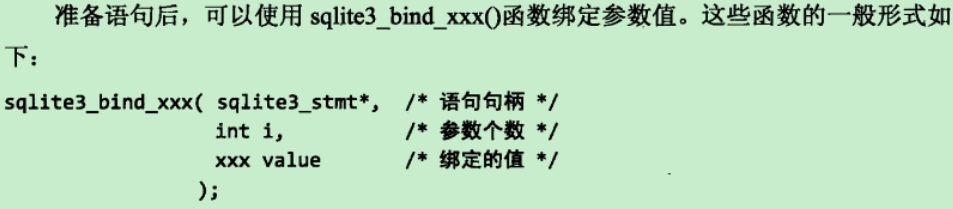 准备语句后，可以使用 sqlite3_bind_xxx()函数绑定参数值。这些函数的一般形式如
下：
sqlite3_bind_xxx( sqlite3_stmt*, /* 语句句柄 */
int i, /* 参数个数 */
xxx value /* 绑定的值 */
);